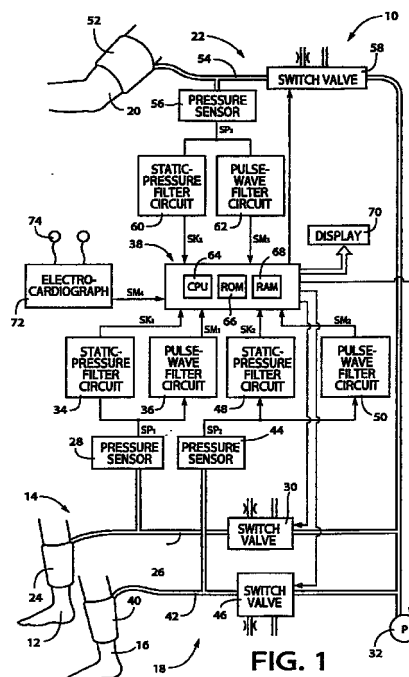 52
22
10
54
58
SWITCH VALVE
20
56
PRESSURE
SENSOR
SP₃
STATIC-
PRESSURE
FILTER
CIRCUIT
PULSE-
WAVE
FILTER
CIRCUIT
60
62
74
38
SK₃
SM₃
68
70
DISPLAY
64
CPU
ROM
RAM
66
ELECTRO-
CARDIOGRAPH
72
SM₄
SK₁
SM₁
SK₂
SM₂
STATIC-
PRESSURE
FILTER
CIRCUIT
PULSE-
WAVE
FILTER
CIRCUIT
STATIC-
PRESSURE
FILTER
CIRCUIT
PULSE-
WAVE
FILTER
CIRCUIT
34
36
48
50
SP₁
SP₂
44
28
PRESSURE
SENSOR
PRESSURE
SENSOR
14
30
SWITCH
VALVE
24
26
12
40
42
SWITCH
VALVE
46
16
18
P
32
FIG. 1